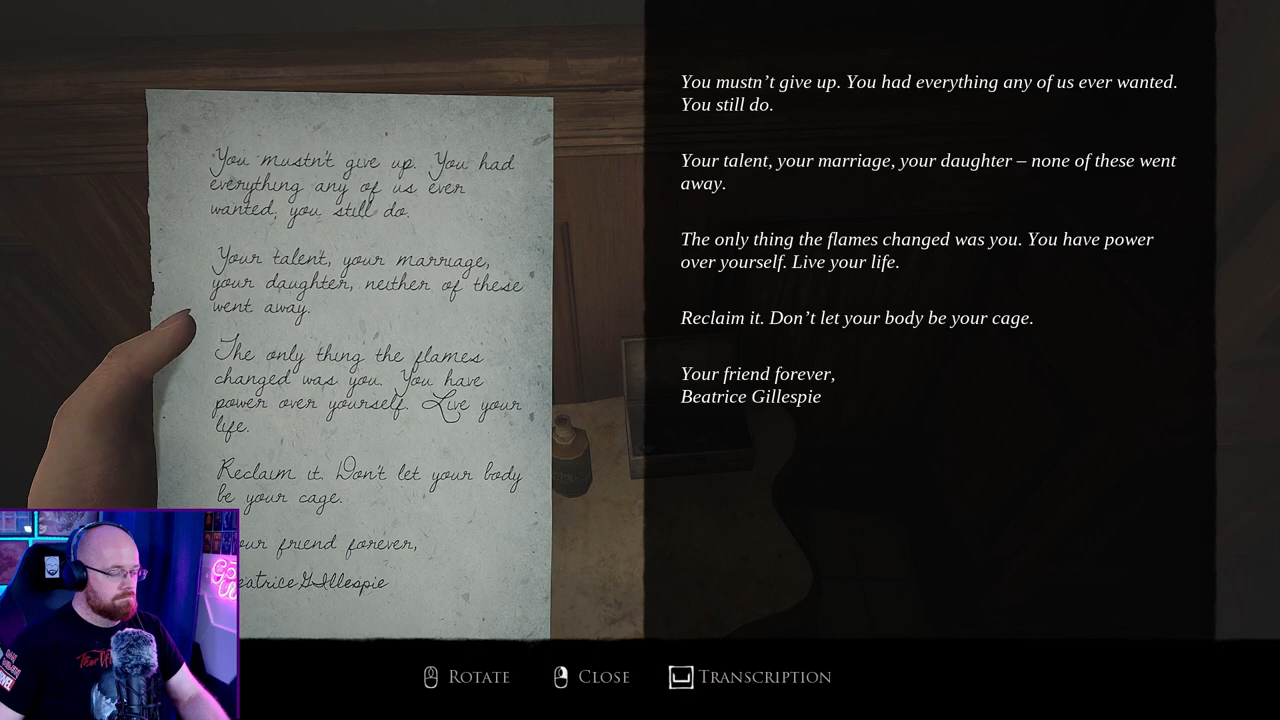 You mustn't give up. You had
everything any of us ever
wanted, you still do.
Your talent, your marriage,
your daughter, neither of these
went away.
The only thing the flames
changed was you. You have
power over yourself. Live your
life.
Reclaim it. Don't let your body
be your cage.
our friend forever,
eatrice Gillespie
You mustn’t give up. You had everything any of us ever wanted.
You still do.
Your talent, your marriage, your daughter – none of these went
away.
The only thing the flames changed was you. You have power
over yourself. Live your life.
Reclaim it. Don’t let your body be your cage.
Your friend forever,
Beatrice Gillespie
ROTATE
CLOSE
TRANSCRIPTION